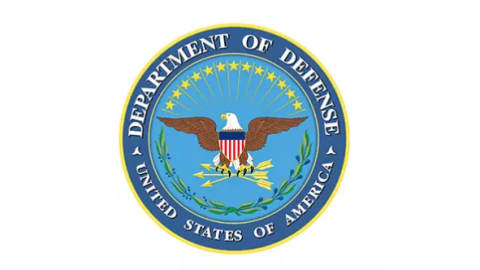 DEPARTMENT OF DEFENSE
UNITED STATES OF AMERICA